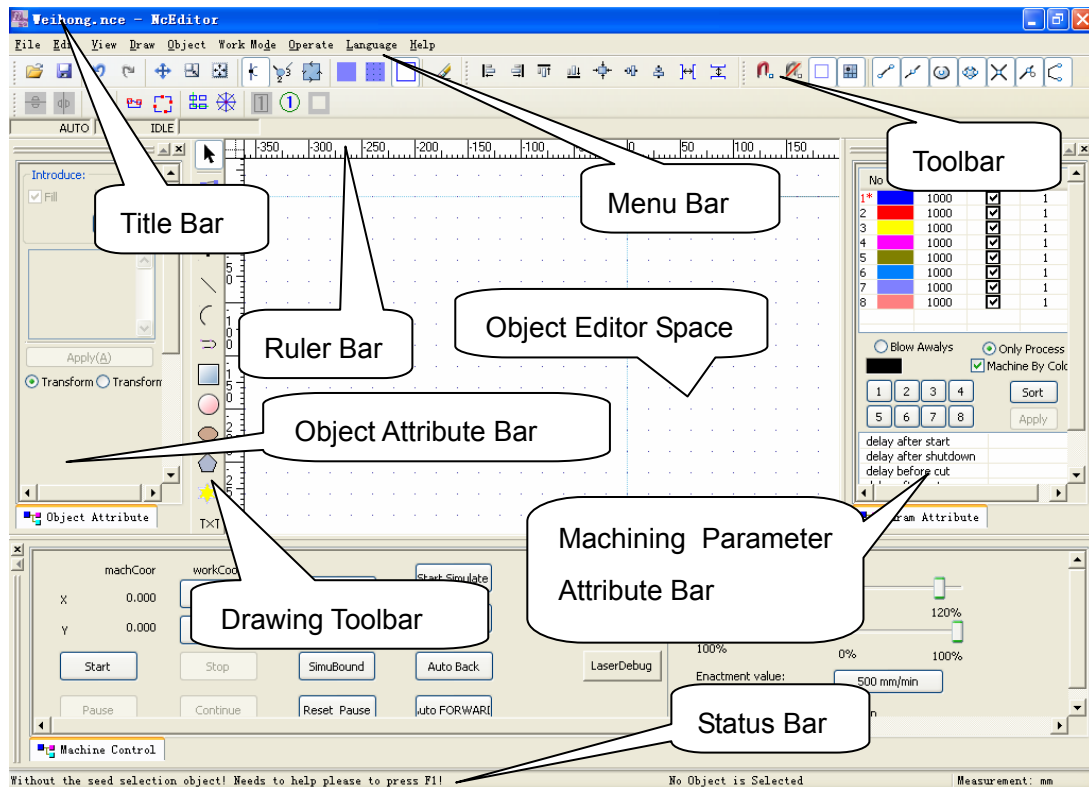 Weihong.nce - NcEditor
File Edi View Draw Object Work Mode Operate Language Help
AUTO IDLE
-350 -300 -250 -200 -150 -100 0 50 100 150
Introduce:
Fill
Title Bar
Menu Bar
Toolbar
No
1* 1000 1
2 1000 1
3 1000 1
4 1000 1
5 1000 1
6 1000 1
7 1000 1
8 1000 1
Ruler Bar
Object Editor Space
Apply(A)
Transform Transform
Blow Awalys Only Process
Machine By Colo
1 2 3 4 Sort
5 6 7 8 Apply
Object Attribute Bar
delay after start
delay after shutdown
delay before cut
Object Attribute
TXT
Attribute
Machining Parameter
Attribute Bar
machCoor workCoo
Start Simulate
X 0.000
Y 0.000
Drawing Toolbar
120%
100% 0% 100%
Start Stop SimuBound Auto Back LaserDebug
Enactment value: 500 mm/min
Pause Continue Reset Pause uto FORWARD
Status Bar
Machine Control
Without the seed selection object! Needs to help please to press F1! No Object is Selected Measurement: mm